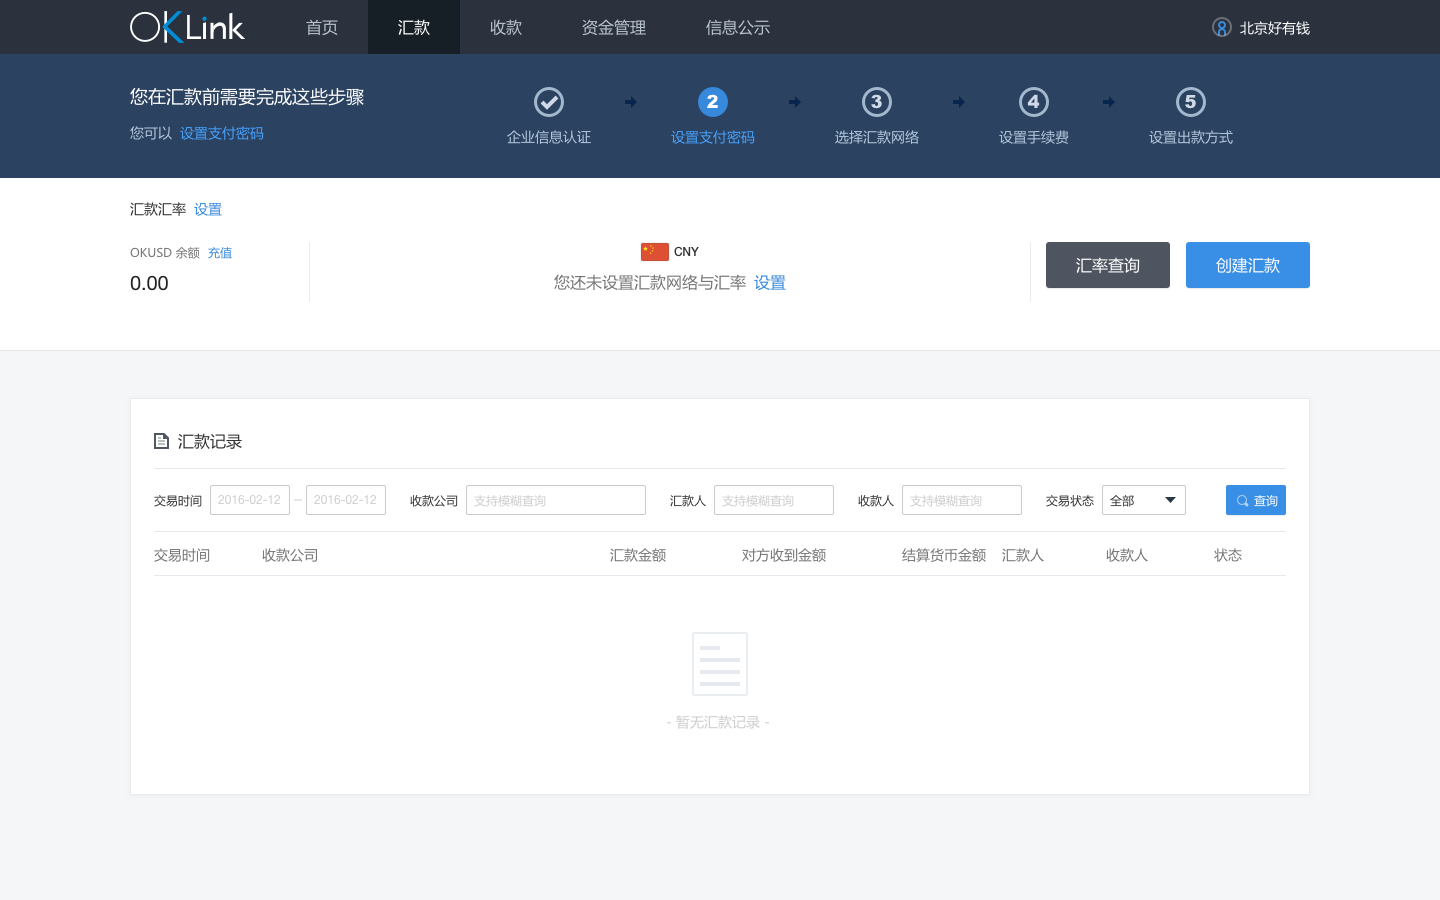 OKLink 首页 汇款 收款 资金管理 信息公示 北京好有钱
您在汇款前需要完成这些步骤
您可以 设置支付密码
2 3 4 5
企业信息认证 设置支付密码 选择汇款网络 设置手续费 设置出款方式
汇款汇率 设置
OKUSD 余额 充值
0.00
CNY
您还未设置汇款网络与汇率 设置
汇率查询 创建汇款
汇款记录
交易时间 2016-02-12 – 2016-02-12 收款公司 支持模糊查询 汇款人 支持模糊查询 收款人 支持模糊查询 交易状态 全部 查询
交易时间 收款公司 汇款金额 对方收到金额 结算货币金额 汇款人 收款人 状态
- 暂无汇款记录 -